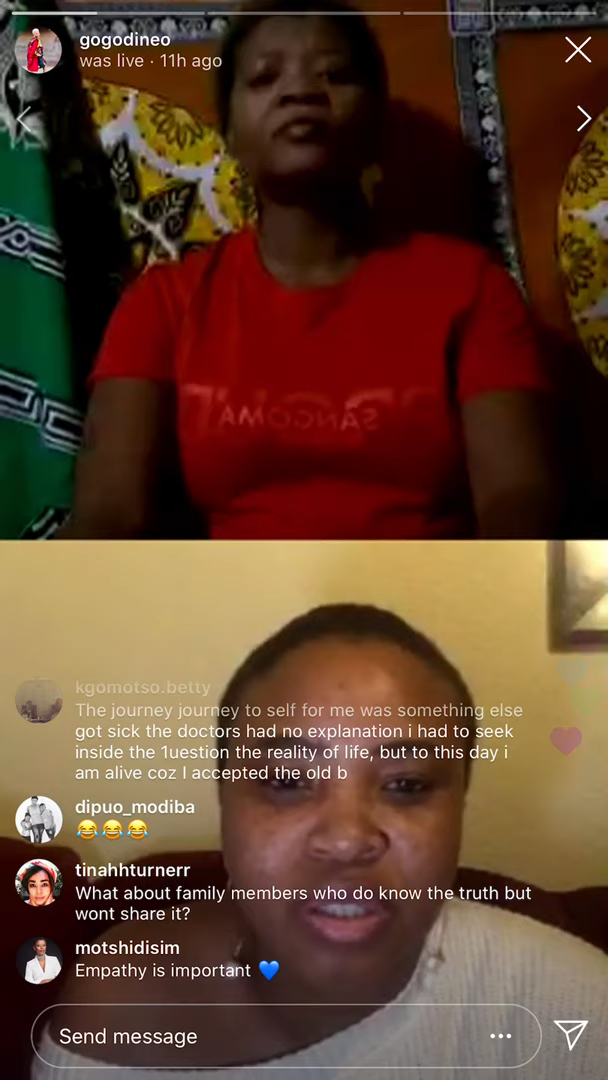 gogodineo
was live · 11h ago
SANGOMA
kgomotso.betty
The journey journey to self for me was something else
got sick the doctors had no explanation i had to seek
inside the 1uestion the reality of life, but to this day i
am alive coz I accepted the old b
dipuo_modiba
😂😂😂
tinahhturnerr
What about family members who do know the truth but
wont share it?
motshidisim
Empathy is important 💙
Send message